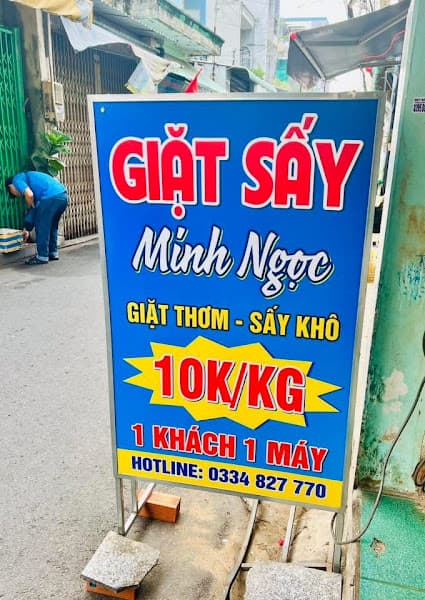 GIẶT SẤY
Minh Ngọc
GIẶT THƠM - SẤY KHÔ
10K/KG
1 KHÁCH 1 MÁY
HOTLINE: 0334 827 770